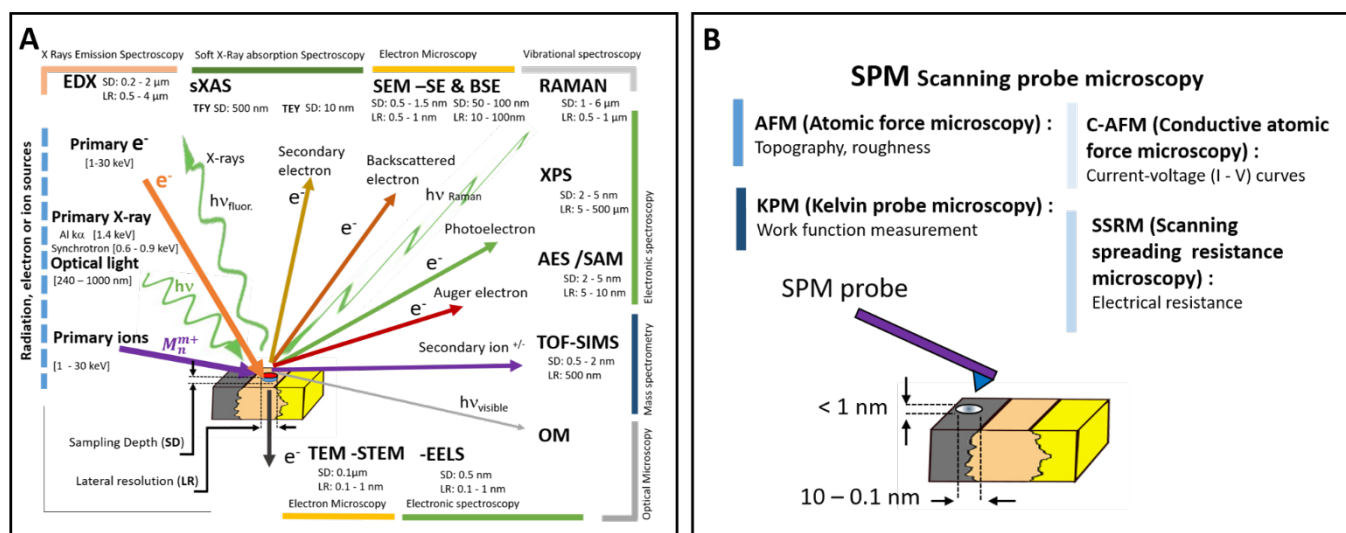 A
X Rays Emission Spectroscopy
Soft X-Ray absorption Spectroscopy
Electron Microscopy
Vibrational spectroscopy
EDX SD: 0.2 - 2 µm
LR: 0.5 - 4 µm
sXAS
TFY SD: 500 nm TEY SD: 10 nm
SEM –SE & BSE
SD: 0.5 - 1.5 nm SD: 50 - 100 nm
LR: 0.5 - 1 nm LR: 10 - 100nm
RAMAN
SD: 1 - 6 µm
LR: 0.5 - 1 µm
Radiation, electron or ion sources
Primary e⁻
[1-30 keV]
e⁻
X-rays
hν fluor.
Secondary
electron
e⁻
Backscattered
electron
e⁻
hν Raman
XPS
SD: 2 - 5 nm
LR: 5 - 500 µm
Primary X-ray
Al kα [1.4 keV]
Synchrotron [0.6 - 0.9 keV]
Optical light
[240 – 1000 nm]
hν
Photoelectron
e⁻
AES /SAM
SD: 2 - 5 nm
LR: 5 - 10 nm
Electronic spectroscopy
Auger electron
e⁻
Primary ions
[1 - 30 keV]
Mₙᵐ⁺
Secondary ion +/-
TOF-SIMS
SD: 0.5 - 2 nm
LR: 500 nm
Mass spectrometry
hν visible
OM
Optical Microscopy
Sampling Depth (SD)
Lateral resolution (LR)
e⁻
TEM -STEM -EELS
SD: 0.1µm SD: 0.5 nm
LR: 0.1 - 1 nm LR: 0.1 - 1 nm
Electron Microscopy
Electronic spectroscopy
B
SPM Scanning probe microscopy
AFM (Atomic force microscopy) :
Topography, roughness
KPM (Kelvin probe microscopy) :
Work function measurement
C-AFM (Conductive atomic
force microscopy) :
Current-voltage (I - V) curves
SSRM (Scanning
spreading resistance
microscopy) :
Electrical resistance
SPM probe
< 1 nm
10 – 0.1 nm